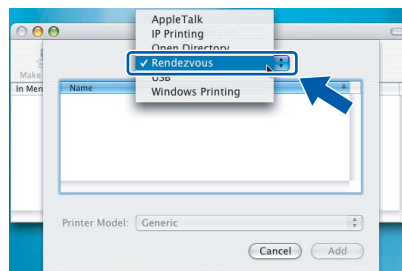 AppleTalk
IP Printing
Open Directory
Make
✓ Rendezvous
In Men
Name
USB
Windows Printing
Printer Model: Generic
Cancel Add